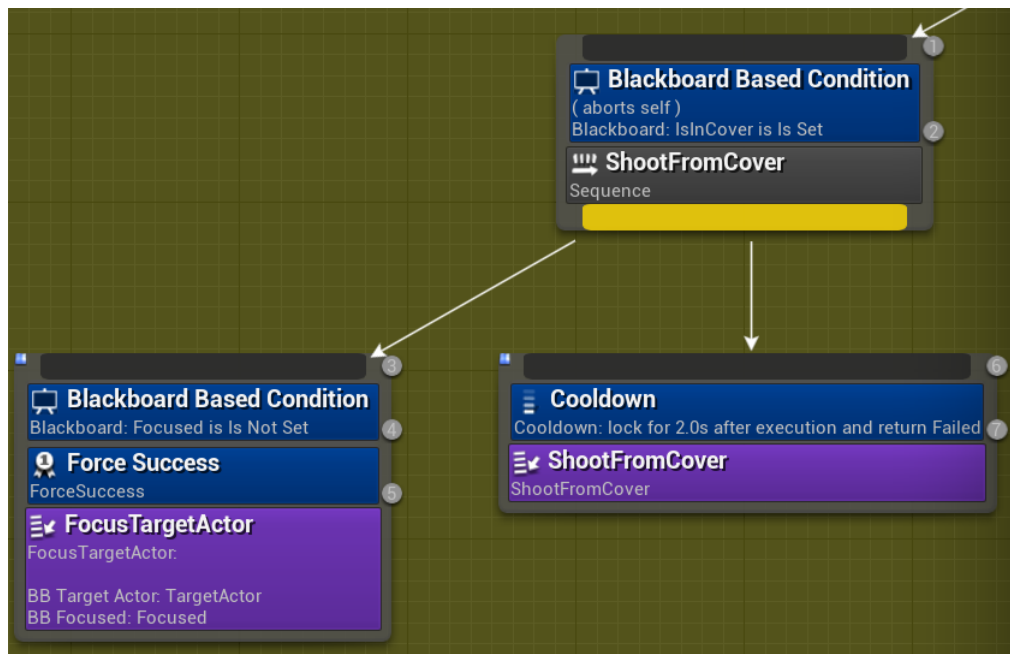 1
Blackboard Based Condition
( aborts self )
Blackboard: IsInCover is Is Set
2
ShootFromCover
Sequence
3
Blackboard Based Condition
Blackboard: Focused is Is Not Set
4
Force Success
ForceSuccess
5
FocusTargetActor
FocusTargetActor:
BB Target Actor: TargetActor
BB Focused: Focused
6
Cooldown
Cooldown: lock for 2.0s after execution and return Failed
7
ShootFromCover
ShootFromCover